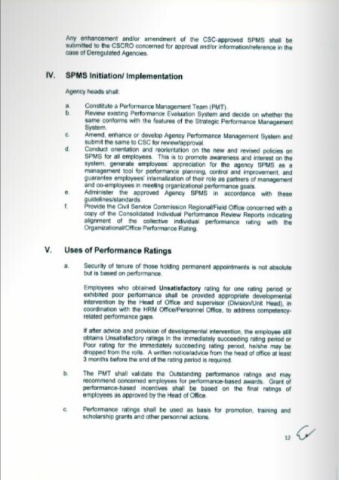 Any enhancement and/or amendment of the CSC-approved SPMS shall be
submitted to the CSCRO concerned for approval and/or information/reference in the
case of Deregulated Agencies.
IV. SPMS Initiation/ Implementation
Agency heads shall:
a. Constitute a Performance Management Team (PMT).
b. Review existing Performance Evaluation System and decide on whether the
same conforms with the features of the Strategic Performance Management
System.
c. Amend, enhance or develop Agency Performance Management System and
submit the same to CSC for review/approval.
d. Conduct orientation and reorientation on the new and revised policies on
SPMS for all employees. This is to promote awareness and interest on the
system, generate employees' appreciation for the agency SPMS as a
management tool for performance planning, control and improvement, and
guarantee employees' internalization of their role as partners of management
and co-employees in meeting organizational performance goals.
e. Administer the approved Agency SPMS in accordance with these
guidelines/standards.
f. Provide the Civil Service Commission Regional/Field Office concerned with a
copy of the Consolidated Individual Performance Review Reports indicating
alignment of the collective individual performance rating with the
Organizational/Office Performance Rating.
V. Uses of Performance Ratings
a. Security of tenure of those holding permanent appointments is not absolute
but is based on performance.
Employees who obtained Unsatisfactory rating for one rating period or
exhibited poor performance shall be provided appropriate developmental
intervention by the Head of Office and supervisor (Division/Unit Head), in
coordination with the HRM Office/Personnel Office, to address competency-
related performance gaps.
If after advice and provision of developmental intervention, the employee still
obtains Unsatisfactory ratings in the immediately succeeding rating period or
Poor rating for the immediately succeeding rating period, he/she may be
dropped from the rolls. A written notice/advice from the head of office at least
3 months before the end of the rating period is required.
b. The PMT shall validate the Outstanding performance ratings and may
recommend concerned employees for performance-based awards. Grant of
performance-based incentives shall be based on the final ratings of
employees as approved by the Head of Office.
c. Performance ratings shall be used as basis for promotion, training and
scholarship grants and other personnel actions.
12